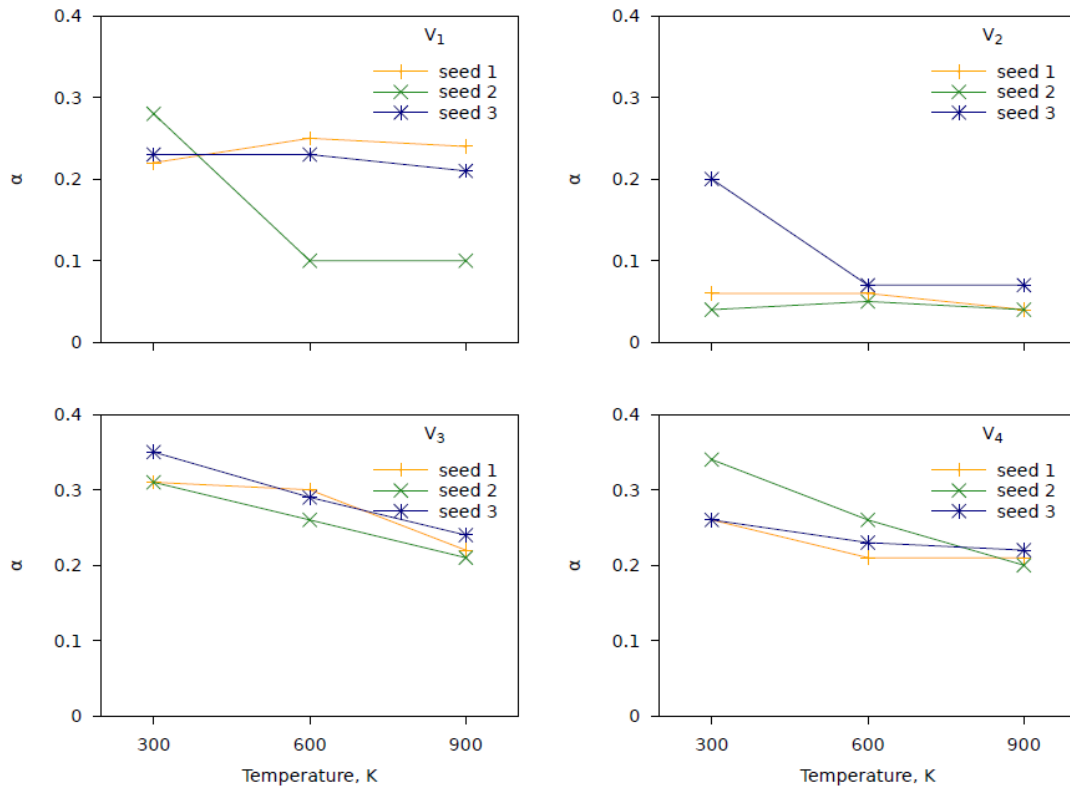 0.4
V₁
seed 1
seed 2
seed 3
0.3
α
0.2
0.1
0
0.4
V₂
seed 1
seed 2
seed 3
0.3
α
0.2
0.1
0
0.4
V₃
seed 1
seed 2
seed 3
0.3
α
0.2
0.1
0
300 600 900
Temperature, K
0.4
V₄
seed 1
seed 2
seed 3
0.3
α
0.2
0.1
0
300 600 900
Temperature, K